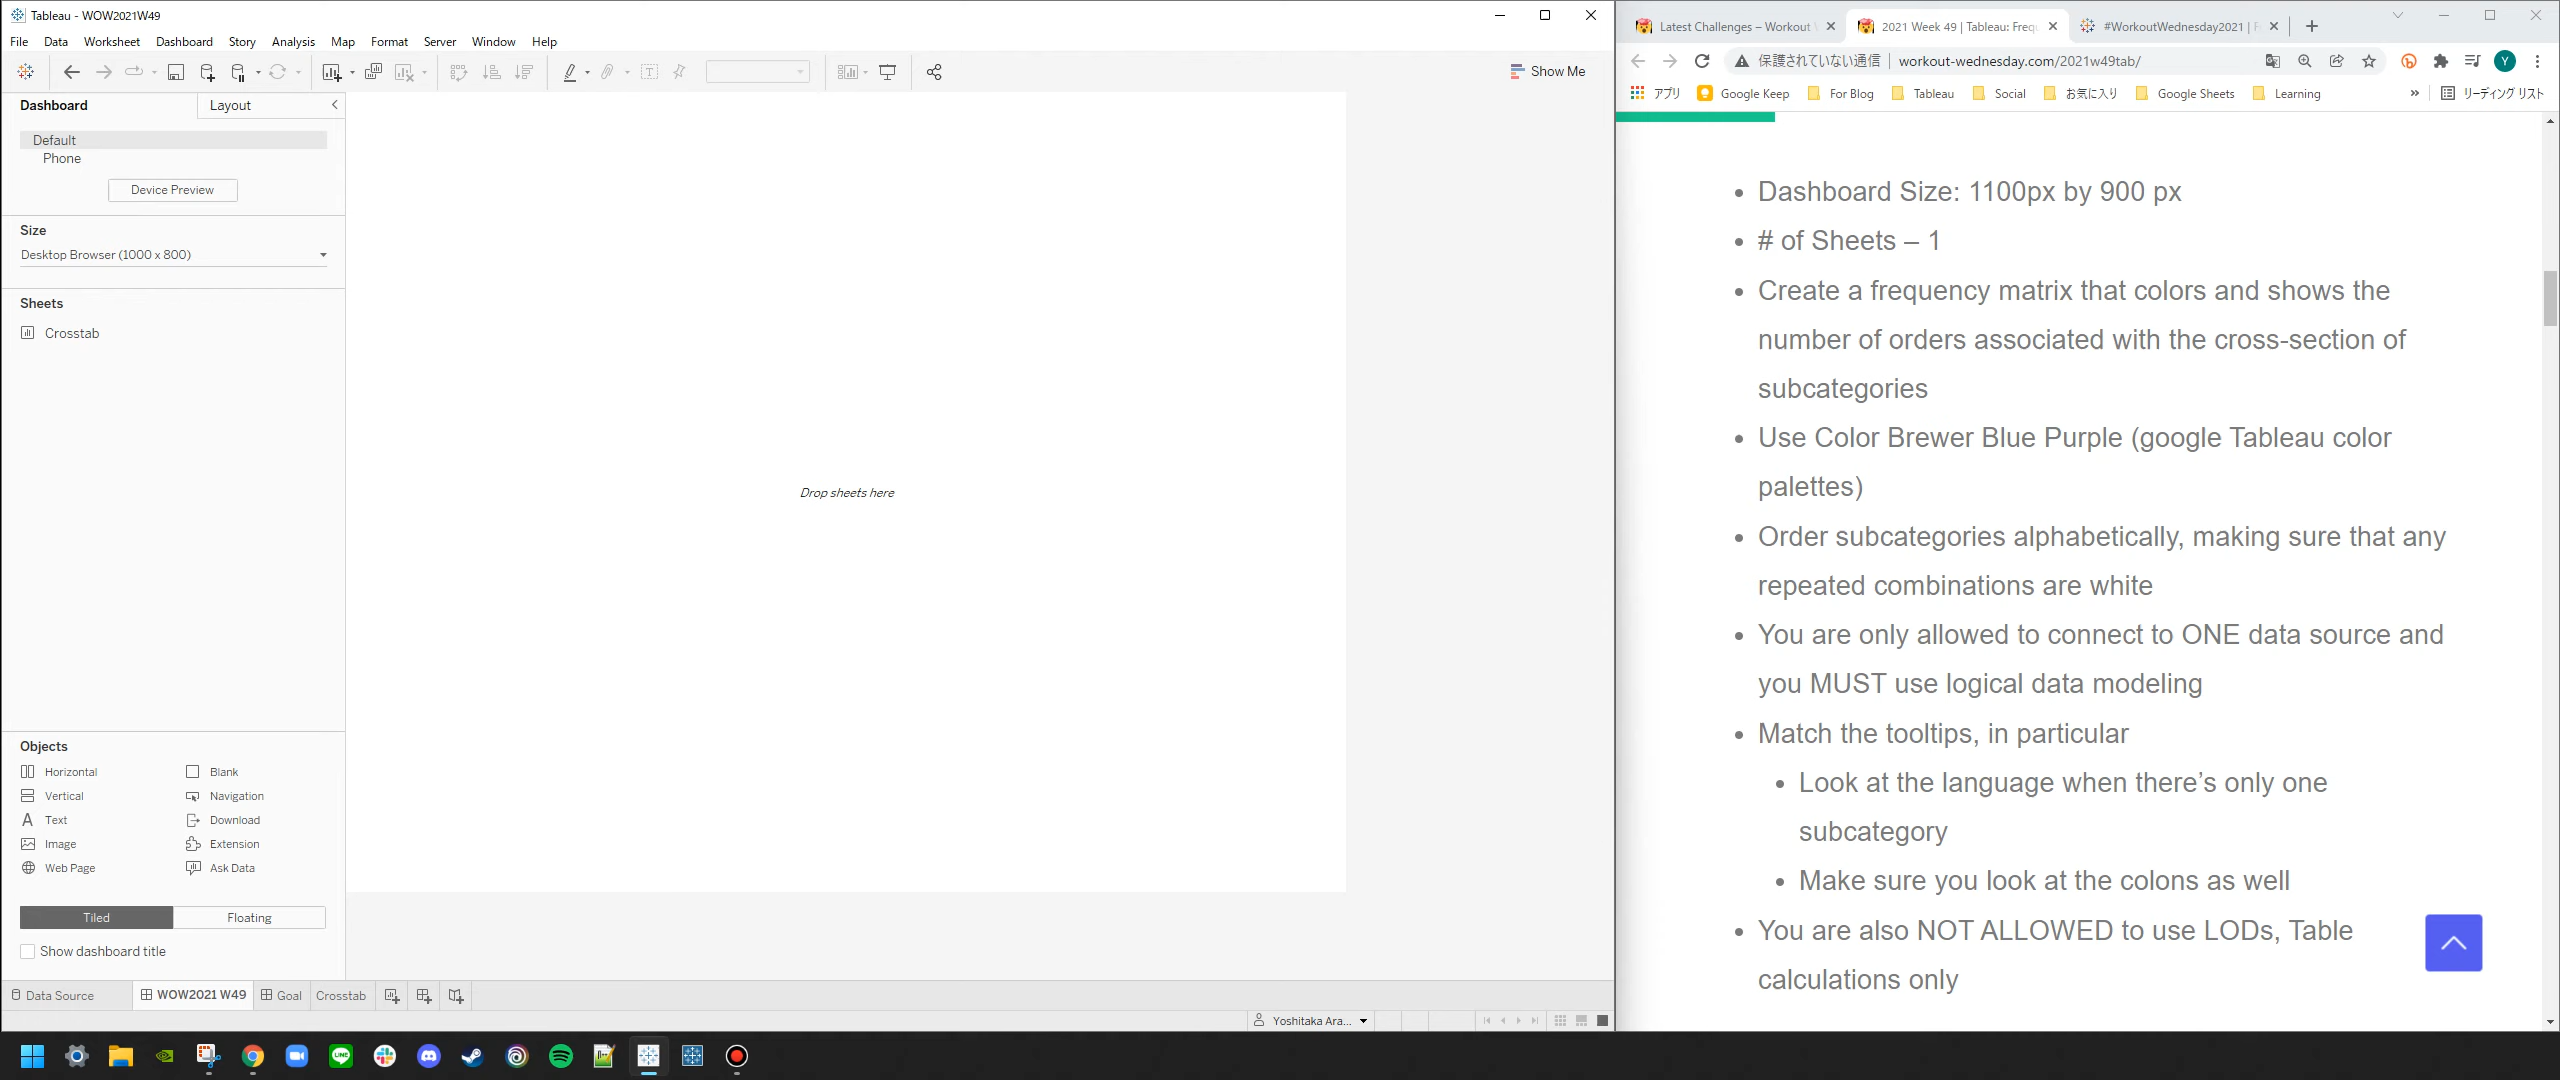 Tableau - WOW2021W49
File Data Worksheet Dashboard Story Analysis Map Format Server Window Help
Show Me
Dashboard Layout
Default
Phone
Device Preview
Size
Desktop Browser (1000 x 800)
Sheets
Crosstab
Drop sheets here
Objects
Horizontal Blank
Vertical Navigation
Text Download
Image Extension
Web Page Ask Data
Tiled Floating
Show dashboard title
Data Source WOW2021 W49 Goal Crosstab
Yoshitaka Ara...
Latest Challenges – Workout
2021 Week 49 | Tableau: Freq
#WorkoutWednesday2021 | F
保護されていない通信 workout-wednesday.com/2021w49tab/
Y
アプリ Google Keep For Blog Tableau Social お気に入り Google Sheets Learning » リーディング リスト
• Dashboard Size: 1100px by 900 px
• # of Sheets – 1
• Create a frequency matrix that colors and shows the
number of orders associated with the cross-section of
subcategories
• Use Color Brewer Blue Purple (google Tableau color
palettes)
• Order subcategories alphabetically, making sure that any
repeated combinations are white
• You are only allowed to connect to ONE data source and
you MUST use logical data modeling
• Match the tooltips, in particular
• Look at the language when there’s only one
subcategory
• Make sure you look at the colons as well
• You are also NOT ALLOWED to use LODs, Table
calculations only